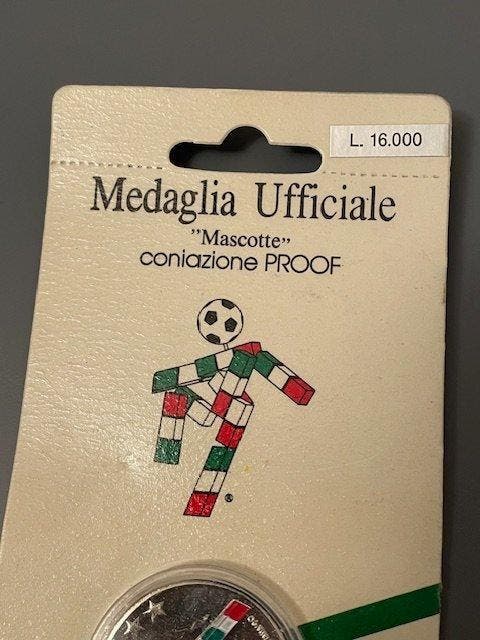 L. 16.000
Medaglia Ufficiale
"Mascotte"
coniazione PROOF
®